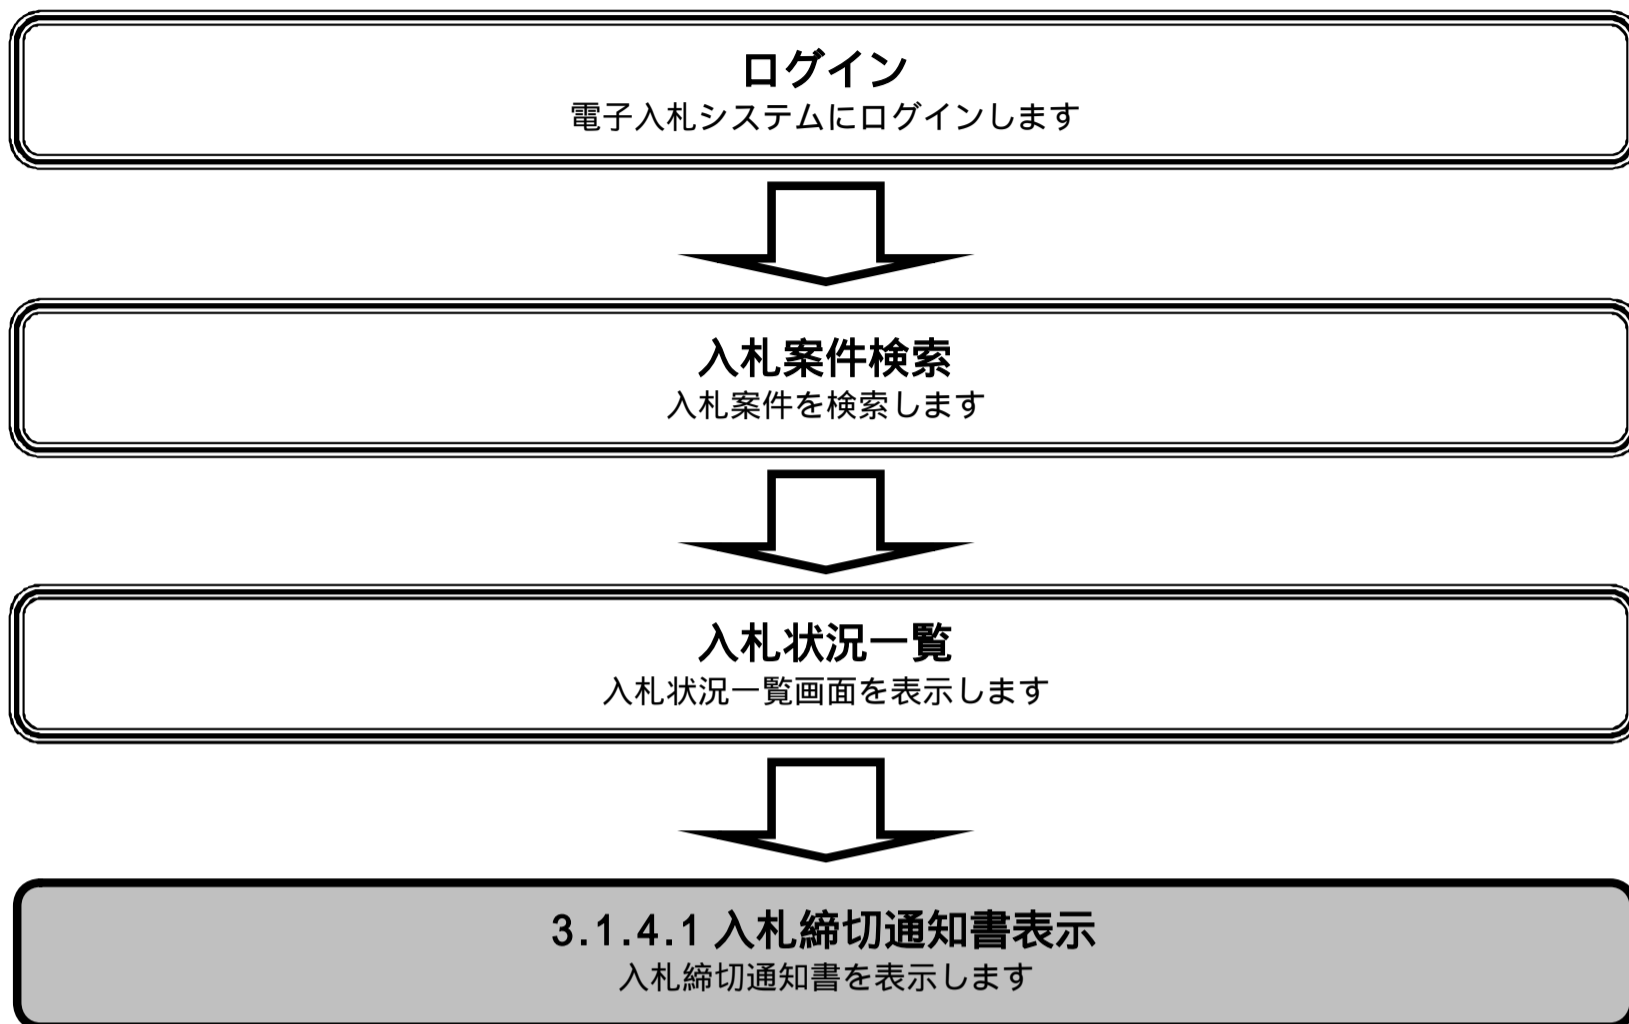 ログイン
電子入札システムにログインします
入札案件検索
入札案件を検索します
入札状況一覧
入札状況一覧画面を表示します
3.1.4.1 入札締切通知書表示
入札締切通知書を表示します